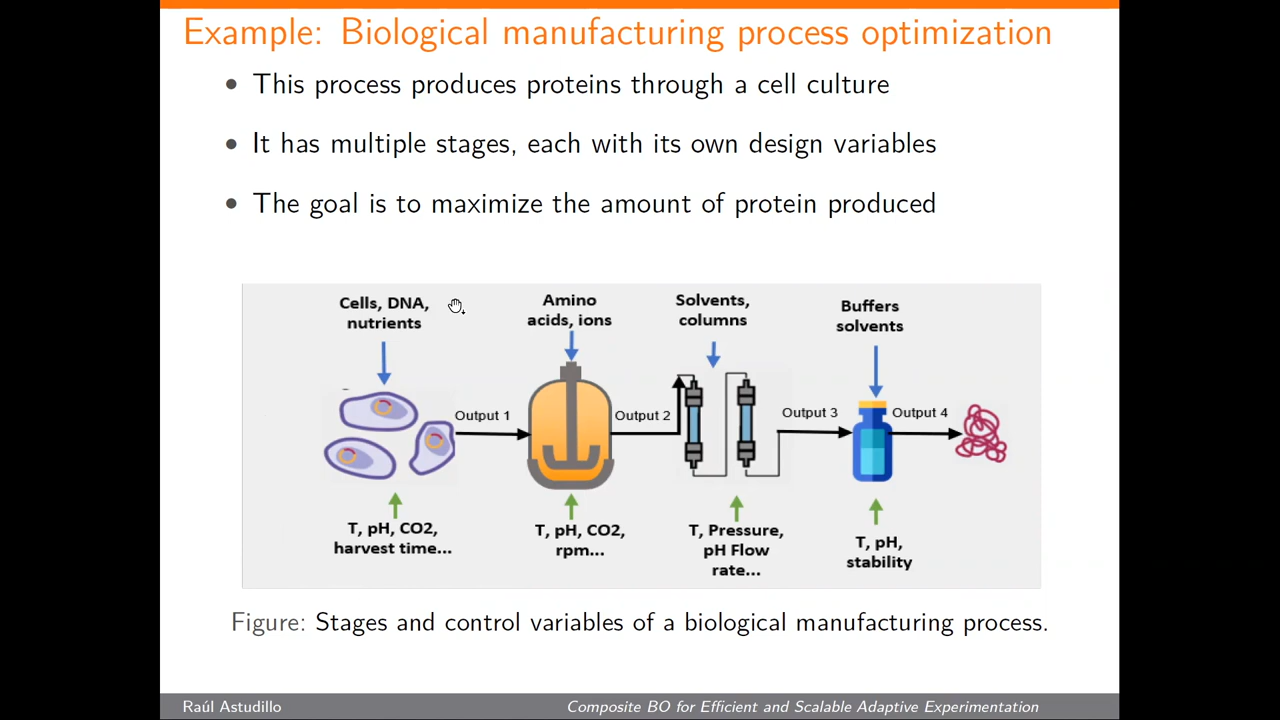 Example: Biological manufacturing process optimization
• This process produces proteins through a cell culture
• It has multiple stages, each with its own design variables
• The goal is to maximize the amount of protein produced
Cells, DNA,
nutrients
Amino
acids, ions
Solvents,
columns
Buffers
solvents
Output 1
Output 2
Output 3
Output 4
T, pH, CO2,
harvest time...
T, pH, CO2,
rpm...
T, Pressure,
pH Flow
rate...
T, pH,
stability
Figure: Stages and control variables of a biological manufacturing process.
Raúl Astudillo
Composite BO for Efficient and Scalable Adaptive Experimentation